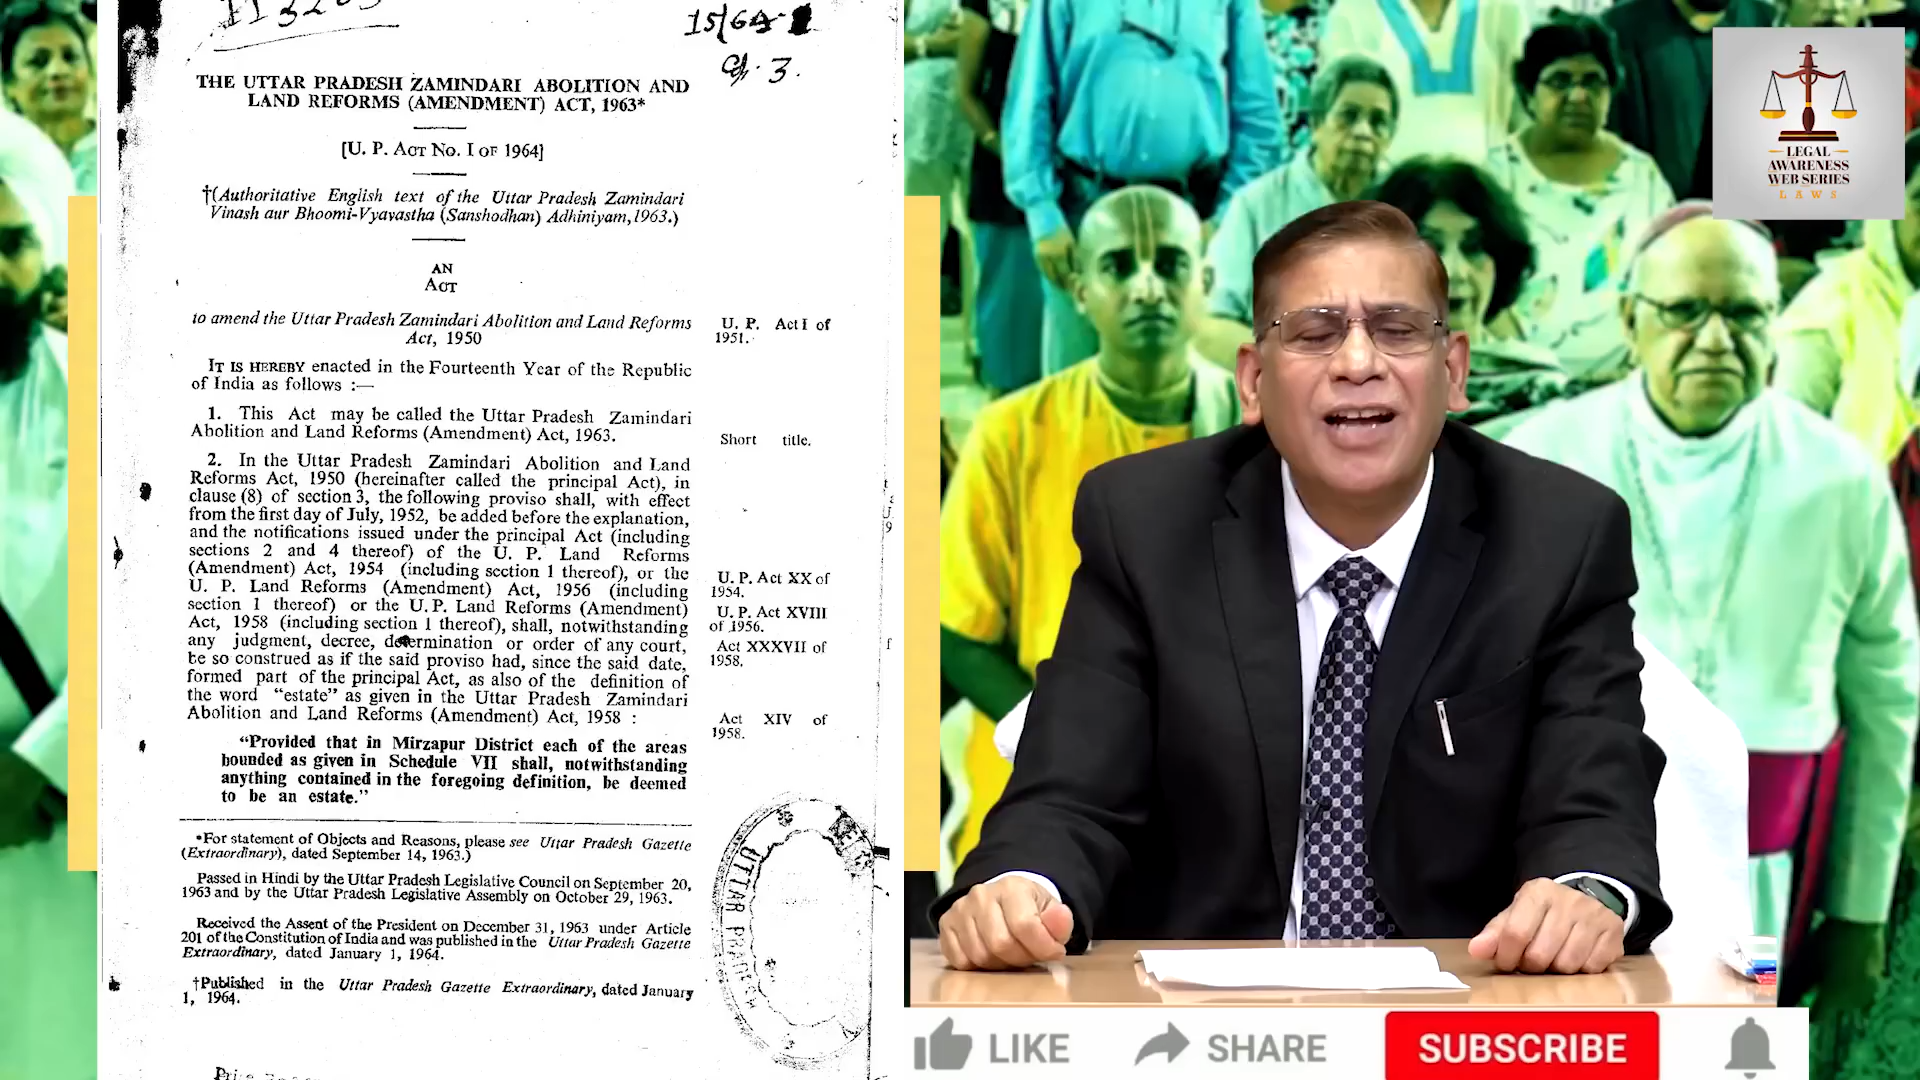 15/64-1
THE UTTAR PRADESH ZAMINDARI ABOLITION AND
LAND REFORMS (AMENDMENT) ACT, 1963*
[U. P. ACT NO. I OF 1964]
†(Authoritative English text of the Uttar Pradesh Zamindari
Vinash aur Bhoomi-Vyavastha (Sanshodhan) Adhiniyam, 1963.)
AN
ACT
to amend the Uttar Pradesh Zamindari Abolition and Land Reforms
Act, 1950
U. P. Act I of
1951.
IT IS HEREBY enacted in the Fourteenth Year of the Republic
of India as follows :—
1. This Act may be called the Uttar Pradesh Zamindari
Abolition and Land Reforms (Amendment) Act, 1963.
Short title.
2. In the Uttar Pradesh Zamindari Abolition and Land
Reforms Act, 1950 (hereinafter called the principal Act), in
clause (8) of section 3, the following proviso shall, with effect
from the first day of July, 1952, be added before the explanation,
and the notifications issued under the principal Act (including
sections 2 and 4 thereof) of the U. P. Land Reforms
(Amendment) Act, 1954 (including section 1 thereof), or the
U. P. Land Reforms (Amendment) Act, 1956 (including
section 1 thereof) or the U.P. Land Reforms (Amendment)
Act, 1958 (including section 1 thereof), shall, notwithstanding
any judgment, decree, determination or order of any court,
be so construed as if the said proviso had, since the said date,
formed part of the principal Act, as also of the definition of
the word "estate" as given in the Uttar Pradesh Zamindari
Abolition and Land Reforms (Amendment) Act, 1958 :
U. P. Act XX of
1954.
U. P. Act XVIII
of 1956.
Act XXXVII of
1958.
Act XIV of
1958.
"Provided that in Mirzapur District each of the areas
bounded as given in Schedule VII shall, notwithstanding
anything contained in the foregoing definition, be deemed
to be an estate."
*For statement of Objects and Reasons, please see Uttar Pradesh Gazette
(Extraordinary), dated September 14, 1963.)
Passed in Hindi by the Uttar Pradesh Legislative Council on September 20,
1963 and by the Uttar Pradesh Legislative Assembly on October 29, 1963.
Received the Assent of the President on December 31, 1963 under Article
201 of the Constitution of India and was published in the Uttar Pradesh Gazette
Extraordinary, dated January 1, 1964.
†Published in the Uttar Pradesh Gazette Extraordinary, dated January
1, 1964.
UTTAR PRADESH
LEGAL
AWARENESS
WEB SERIES
LAWS
LIKE
SHARE
SUBSCRIBE